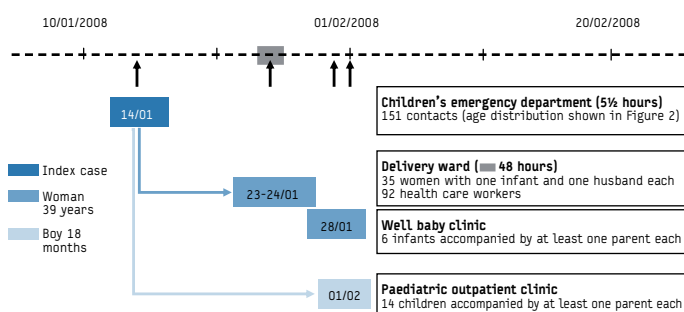 10/01/2008
01/02/2008
20/02/2008
14/01
Children’s emergency department (5½ hours)
151 contacts (age distribution shown in Figure 2)
Index case
Woman
39 years
Boy 18
months
23-24/01
Delivery ward ( 48 hours)
35 women with one infant and one husband each
92 health care workers
28/01
Well baby clinic
6 infants accompanied by at least one parent each
01/02
Paediatric outpatient clinic
14 children accompanied by at least one parent each